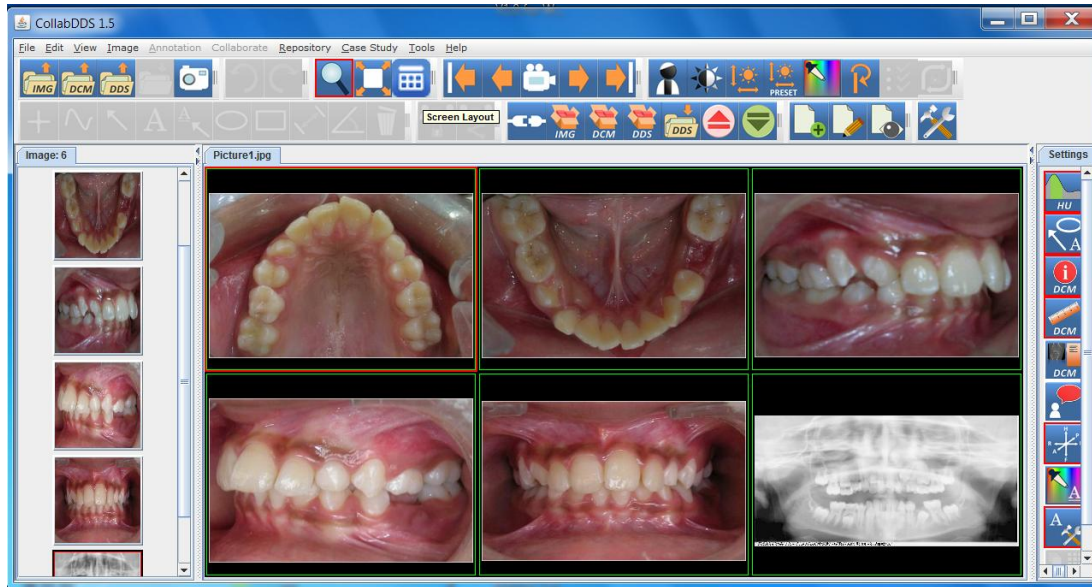 CollabDDS 1.5
File Edit View Image Annotation Collaborate Repository Case Study Tools Help
IMG DCM DDS
PRESET
A A
Screen Layout
IMG DCM DDS DDS
Image: 6
Picture1.jpg
Settings
HU
A
DCM
DCM
DCM
A
A